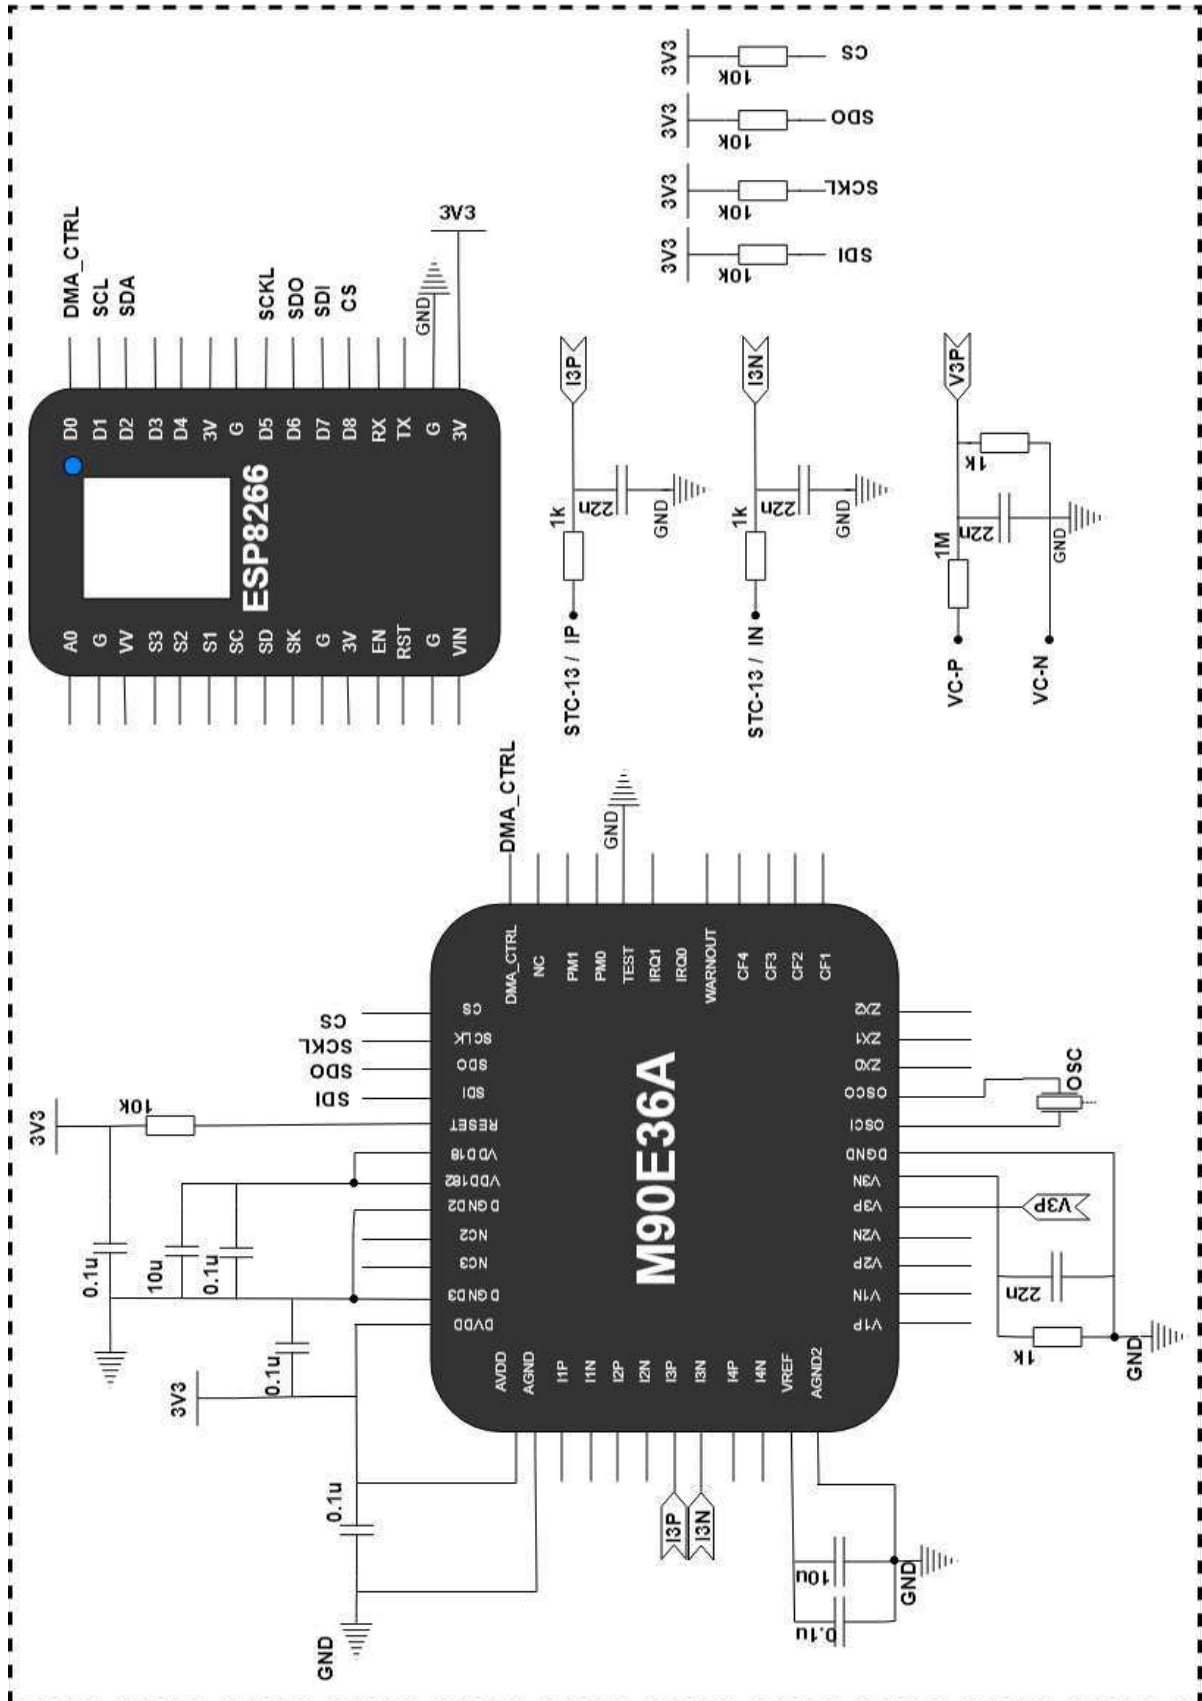 3V3
10k
CS
3V3
10k
SDO
3V3
10k
SCKL
3V3
10k
SDI
DMA_CTRL
SCL
SDA
SCKL
SDO
SDI
CS
GND
3V3
D0
D1
D2
D3
D4
3V
G
D5
D6
D7
D8
RX
TX
G
3V
ESP8266
A0
G
VV
S3
S2
S1
SC
SD
SK
G
3V
EN
RST
G
VIN
STC-13 / IP
1k
22n
GND
I3P
STC-13 / IN
1k
22n
GND
I3N
VC-P
VC-N
1M
22n
1k
GND
V3P
DMA_CTRL
GND
DMA_CTRL
NC
PM1
PM0
TEST
IRQ1
IRQ0
WARNOUT
CF4
CF3
CF2
CF1
CS
SCKL
SDO
SDI
CS
SCLK
SDO
SDI
RESET
VDD18
VDD182
DGND2
NC2
NC3
DGND3
DVDD
M90E36A
ZX2
ZX1
ZX0
OSCO
OSCI
DGND
V3N
V3P
V2N
V2P
V1N
V1P
AVDD
AGND
I1P
I1N
I2P
I2N
I3P
I3N
I4P
I4N
VREF
AGND2
3V3
10k
0.1u
10u
0.1u
0.1u
3V3
0.1u
GND
I3P
I3N
10u
0.1u
GND
OSC
V3P
22n
1k
GND